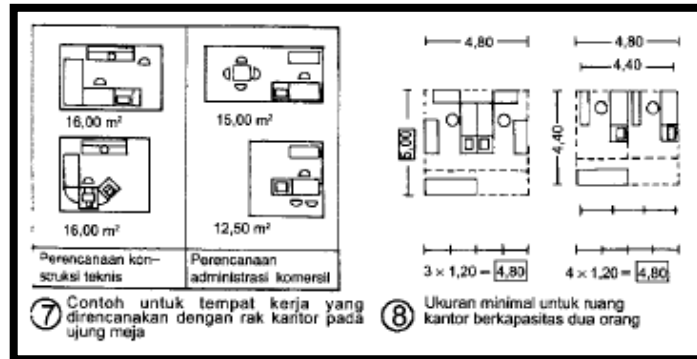 16,00 m²
15,00 m²
16,00 m²
12,50 m²
Perencanaan kon-
struksi teknis
Perencanaan
administrasi komersil
7 Contoh untuk tempat kerja yang
direncanakan dengan rak kantor pada
ujung meja
4,80
5,00
3 × 1,20 = 4,80
4,80
4,40
4,40
4 × 1,20 = 4,80
8 Ukuran minimal untuk ruang
kantor berkapasitas dua orang